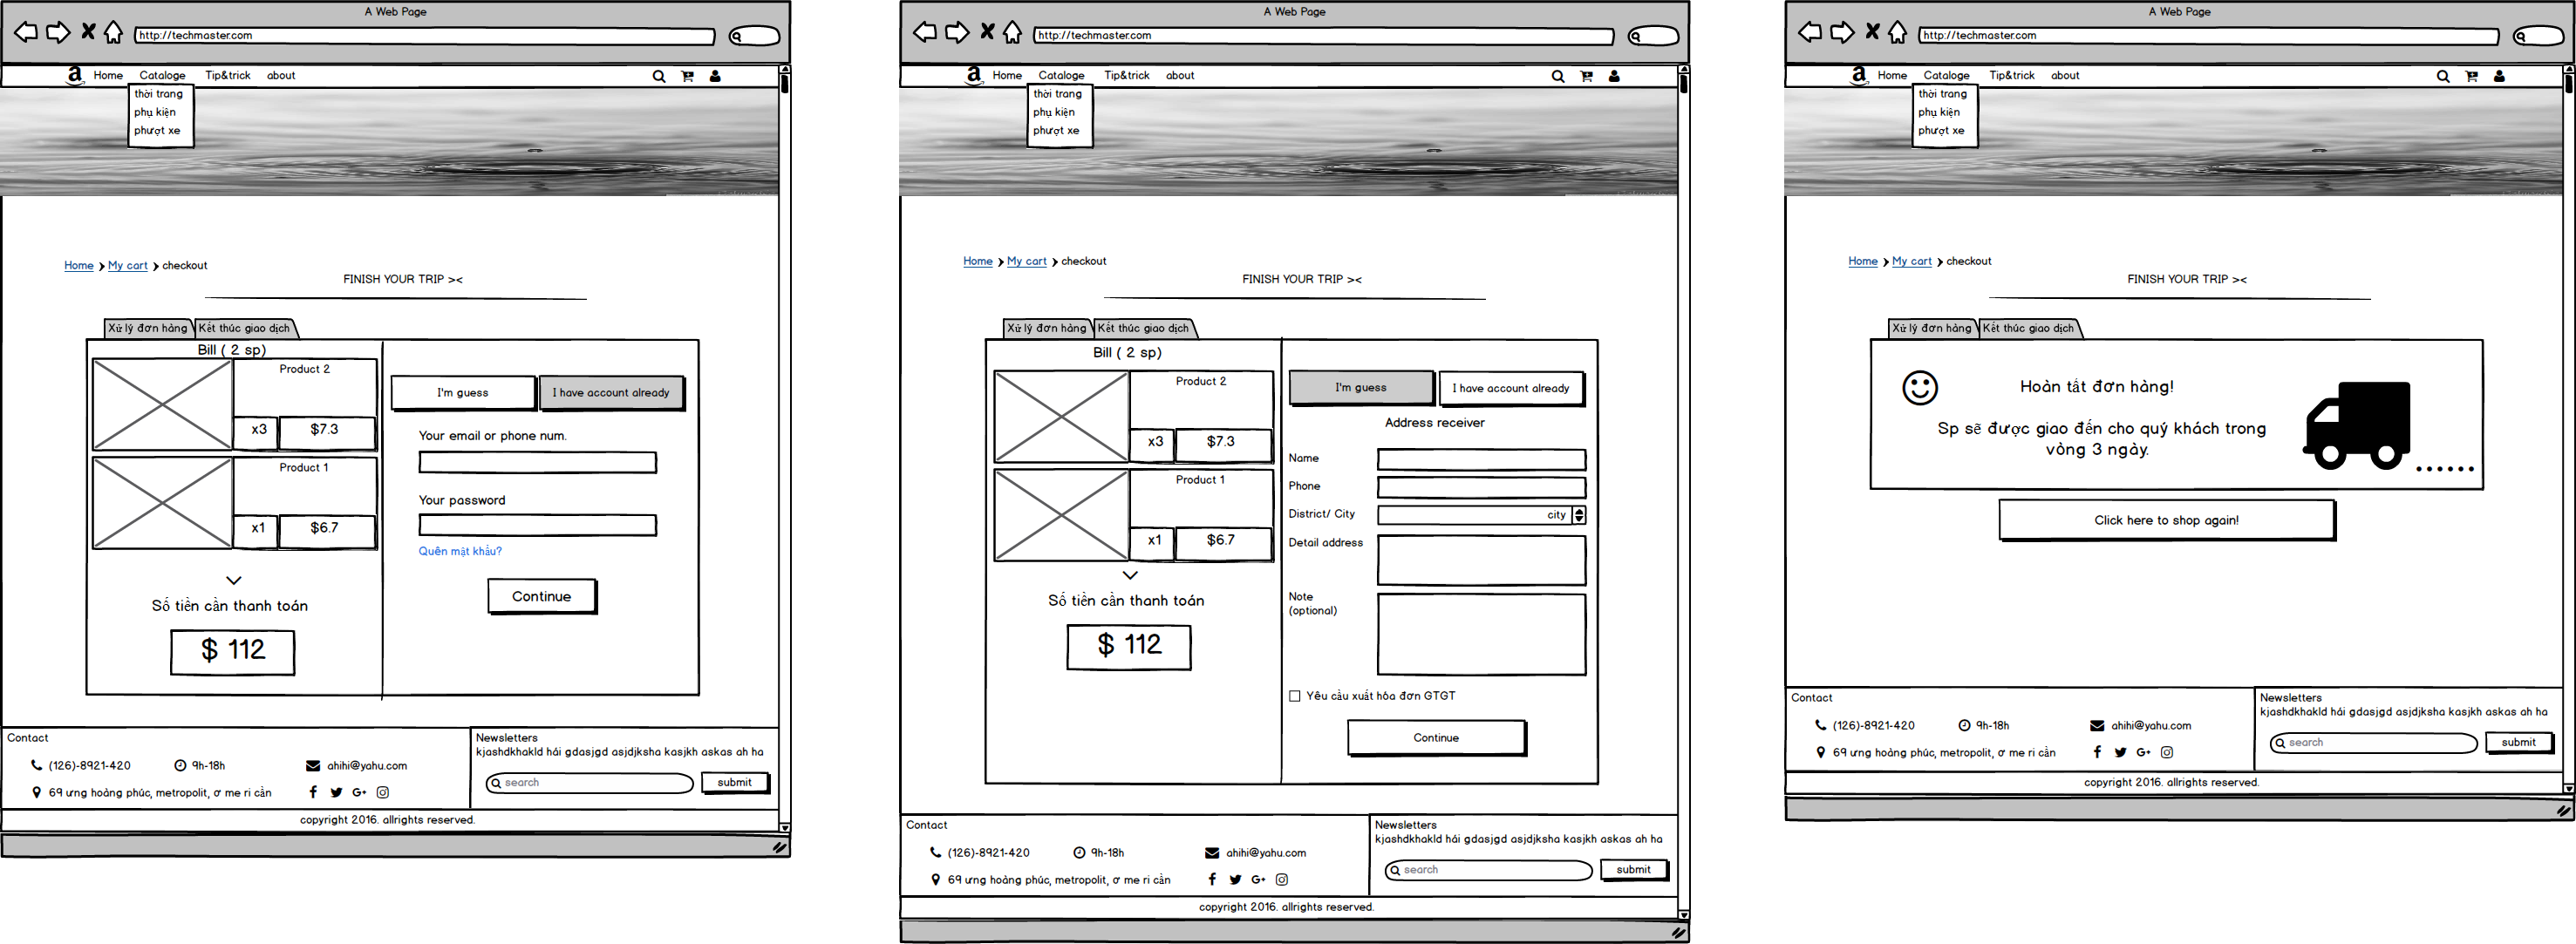 A Web Page
http://techmaster.com
a Home Cataloge Tip&trick about
thời trang
phụ kiện
phượt xe
Home My cart checkout
FINISH YOUR TRIP ><
Xử lý đơn hàng Kết thúc giao dịch
Bill ( 2 sp)
Product 2
x3 $7.3
Product 1
x1 $6.7
Số tiền cần thanh toán
$ 112
I'm guess I have account already
Your email or phone num.
Your password
Quên mật khẩu?
Continue
Contact
(126)-8921-420 9h-18h ahihi@yahu.com
69 ưng hoàng phúc, metropolit, ơ me ri cần
Newsletters
kjashdkhakld hái gdasjgd asjdjksha kasjkh askas ah ha
search submit
copyright 2016. allrights reserved.
A Web Page
http://techmaster.com
a Home Cataloge Tip&trick about
thời trang
phụ kiện
phượt xe
Home My cart checkout
FINISH YOUR TRIP ><
Xử lý đơn hàng Kết thúc giao dịch
Bill ( 2 sp)
Product 2
x3 $7.3
Product 1
x1 $6.7
Số tiền cần thanh toán
$ 112
I'm guess I have account already
Address receiver
Name
Phone
District/ City city
Detail address
Note
(optional)
Yêu cầu xuất hóa đơn GTGT
Continue
Contact
(126)-8921-420 9h-18h ahihi@yahu.com
69 ưng hoàng phúc, metropolit, ơ me ri cần
Newsletters
kjashdkhakld hái gdasjgd asjdjksha kasjkh askas ah ha
search submit
copyright 2016. allrights reserved.
A Web Page
http://techmaster.com
a Home Cataloge Tip&trick about
thời trang
phụ kiện
phượt xe
Home My cart checkout
FINISH YOUR TRIP ><
Xử lý đơn hàng Kết thúc giao dịch
Hoàn tất đơn hàng!
Sp sẽ được giao đến cho quý khách trong
vòng 3 ngày.
Click here to shop again!
Contact
(126)-8921-420 9h-18h ahihi@yahu.com
69 ưng hoàng phúc, metropolit, ơ me ri cần
Newsletters
kjashdkhakld hái gdasjgd asjdjksha kasjkh askas ah ha
search submit
copyright 2016. allrights reserved.